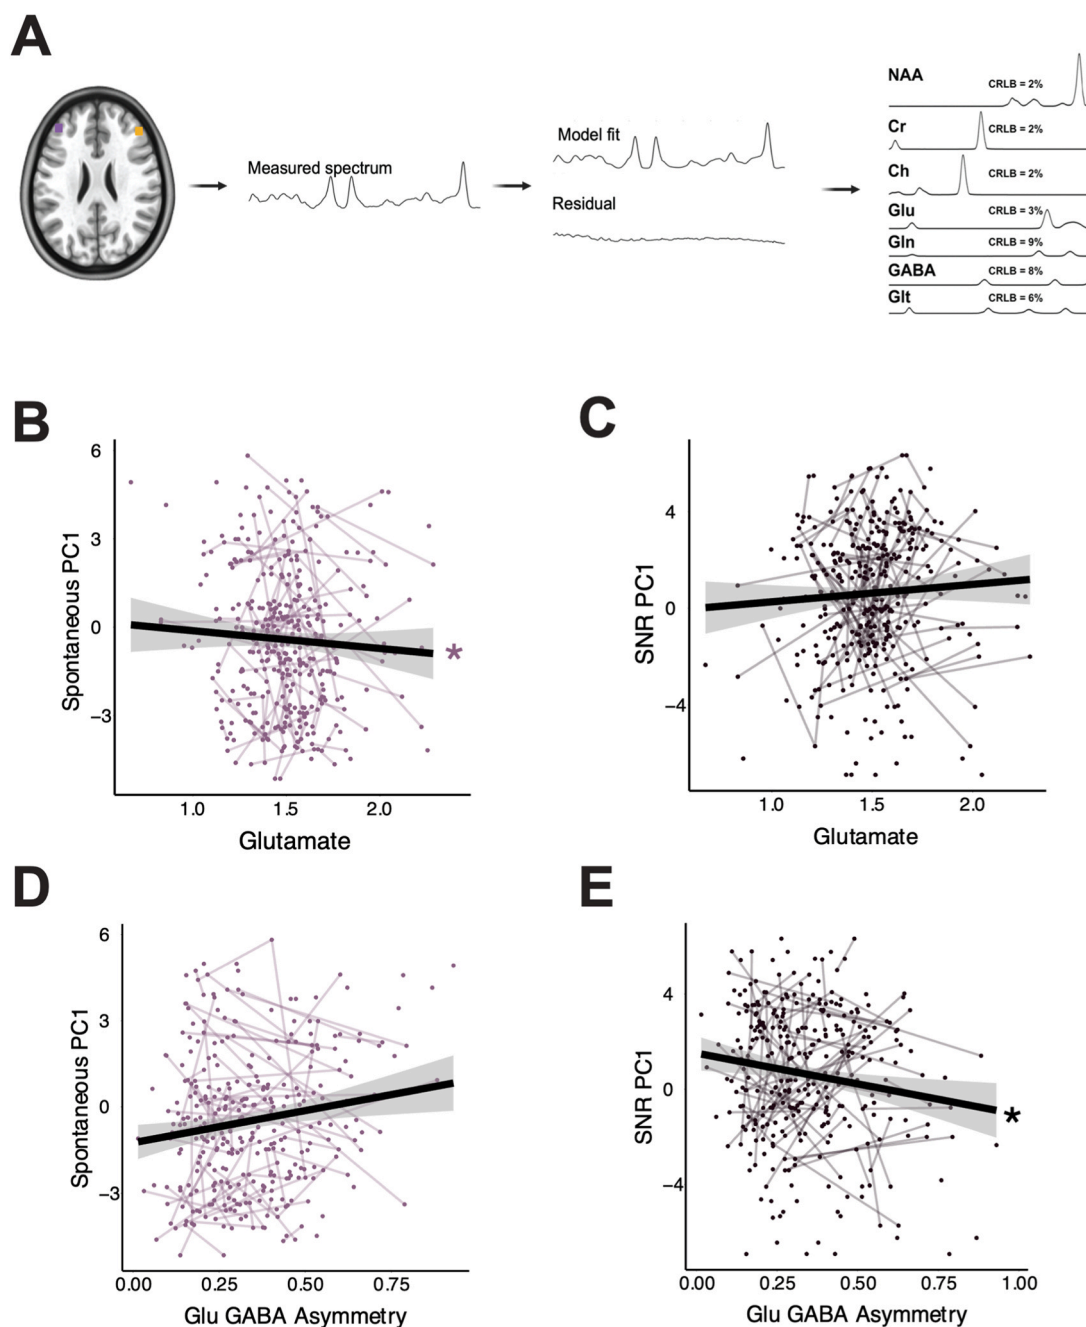 A
Measured spectrum
Model fit
Residual
NAA CRLB = 2%
Cr CRLB = 2%
Ch CRLB = 2%
Glu CRLB = 3%
Gln CRLB = 9%
GABA CRLB = 8%
Glt CRLB = 6%
B
Spontaneous PC1
6
3
0
−3
1.0 1.5 2.0
Glutamate
*
C
SNR PC1
4
0
−4
1.0 1.5 2.0
Glutamate
D
Spontaneous PC1
6
3
0
−3
0.00 0.25 0.50 0.75
Glu GABA Asymmetry
E
SNR PC1
4
0
−4
0.00 0.25 0.50 0.75 1.00
Glu GABA Asymmetry
*